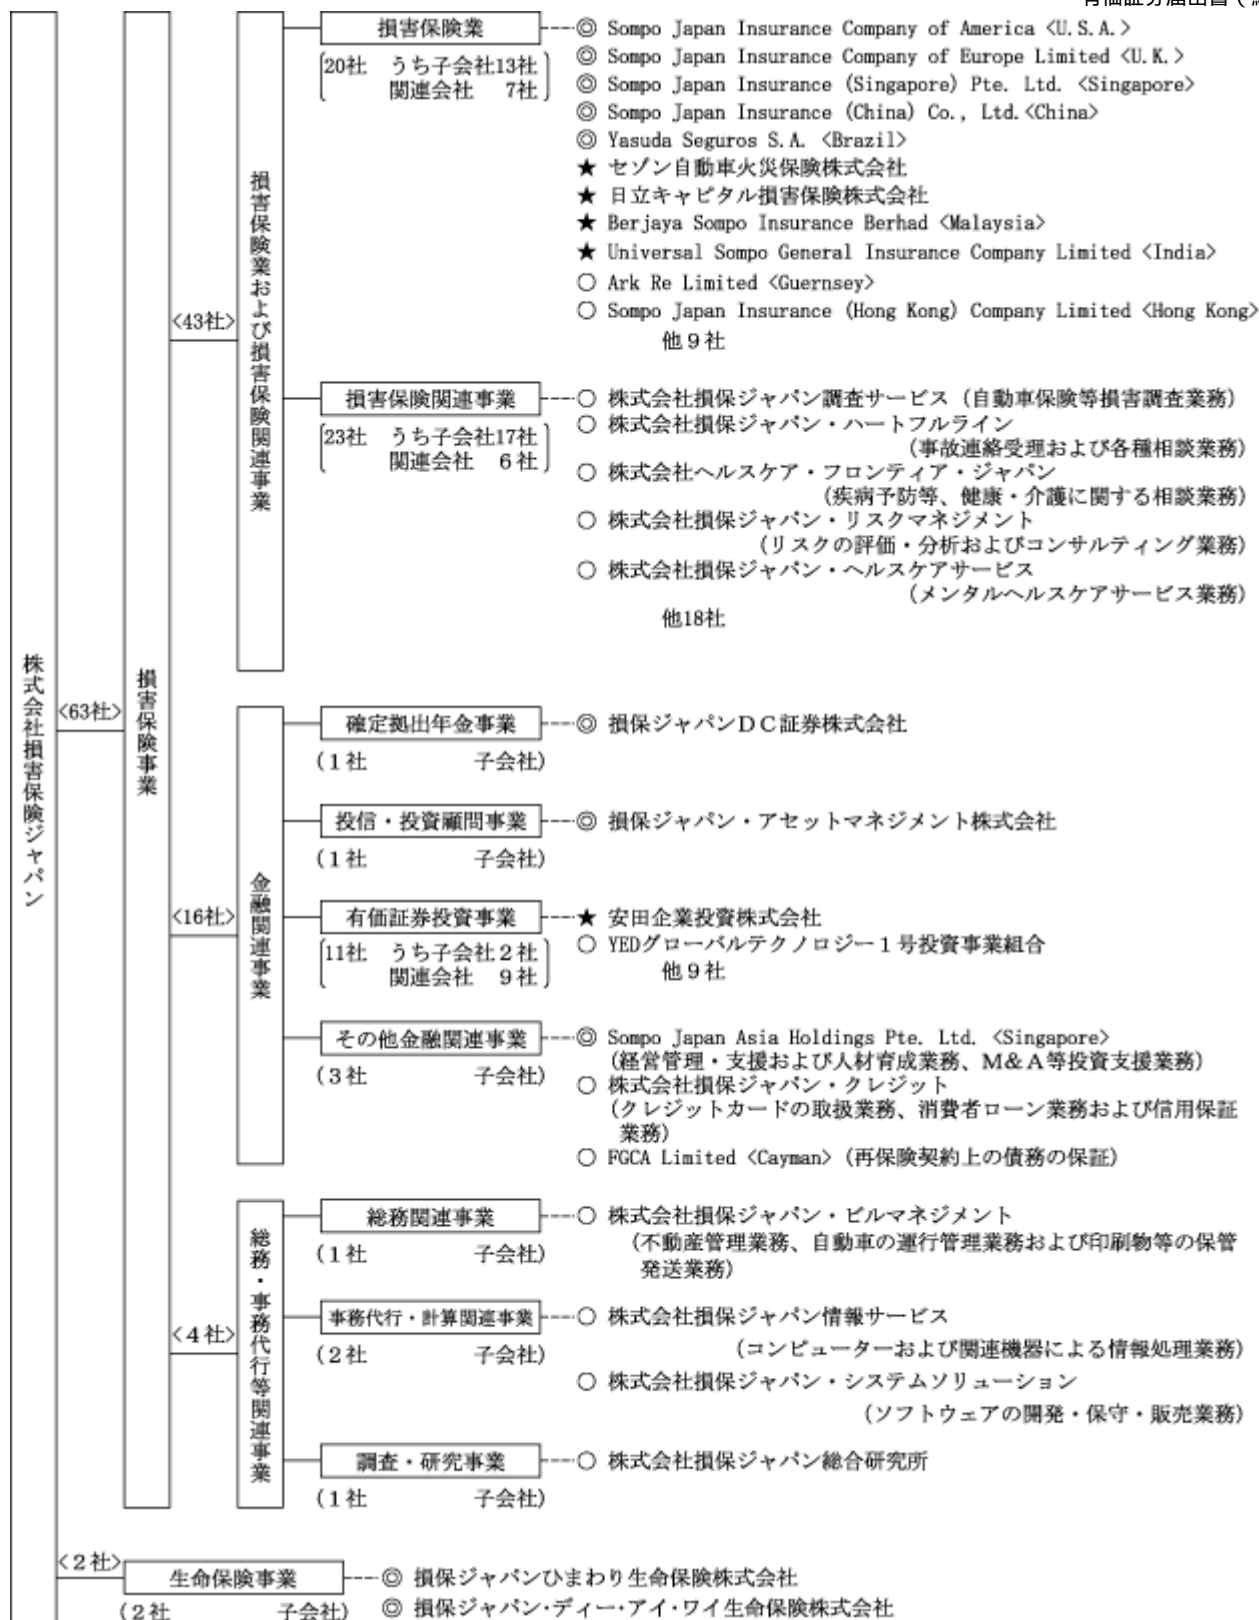 株式会社損害保険ジャパン
<63社>
損害保険事業
<43社>
損害保険業および損害保険関連事業
損害保険業
20社 うち子会社13社
関連会社 7社
◎ Sompo Japan Insurance Company of America <U.S.A.>
◎ Sompo Japan Insurance Company of Europe Limited <U.K.>
◎ Sompo Japan Insurance (Singapore) Pte. Ltd. <Singapore>
◎ Sompo Japan Insurance (China) Co., Ltd.<China>
◎ Yasuda Seguros S.A. <Brazil>
★ セゾン自動車火災保険株式会社
★ 日立キャピタル損害保険株式会社
★ Berjaya Sompo Insurance Berhad <Malaysia>
★ Universal Sompo General Insurance Company Limited <India>
○ Ark Re Limited <Guernsey>
○ Sompo Japan Insurance (Hong Kong) Company Limited <Hong Kong>
他9社
損害保険関連事業
23社 うち子会社17社
関連会社 6社
○ 株式会社損保ジャパン調査サービス (自動車保険等損害調査業務)
○ 株式会社損保ジャパン・ハートフルライン
(事故連絡受理および各種相談業務)
○ 株式会社ヘルスケア・フロンティア・ジャパン
(疾病予防等、健康・介護に関する相談業務)
○ 株式会社損保ジャパン・リスクマネジメント
(リスクの評価・分析およびコンサルティング業務)
○ 株式会社損保ジャパン・ヘルスケアサービス
(メンタルヘルスケアサービス業務)
他18社
<16社>
金融関連事業
確定拠出年金事業
(1社 子会社)
◎ 損保ジャパンDC証券株式会社
投信・投資顧問事業
(1社 子会社)
◎ 損保ジャパン・アセットマネジメント株式会社
有価証券投資事業
11社 うち子会社2社
関連会社 9社
★ 安田企業投資株式会社
○ YEDグローバルテクノロジー1号投資事業組合
他9社
その他金融関連事業
(3社 子会社)
◎ Sompo Japan Asia Holdings Pte. Ltd. <Singapore>
(経営管理・支援および人材育成業務、M&A等投資支援業務)
○ 株式会社損保ジャパン・クレジット
(クレジットカードの取扱業務、消費者ローン業務および信用保証
業務)
○ FGCA Limited <Cayman> (再保険契約上の債務の保証)
<4社>
総務・事務代行等関連事業
総務関連事業
(1社 子会社)
○ 株式会社損保ジャパン・ビルマネジメント
(不動産管理業務、自動車の運行管理業務および印刷物等の保管
発送業務)
事務代行・計算関連事業
(2社 子会社)
○ 株式会社損保ジャパン情報サービス
(コンピューターおよび関連機器による情報処理業務)
○ 株式会社損保ジャパン・システムソリューション
(ソフトウェアの開発・保守・販売業務)
調査・研究事業
(1社 子会社)
○ 株式会社損保ジャパン総合研究所
<2社>
生命保険事業
(2社 子会社)
◎ 損保ジャパンひまわり生命保険株式会社
◎ 損保ジャパン・ディー・アイ・ワイ生命保険株式会社